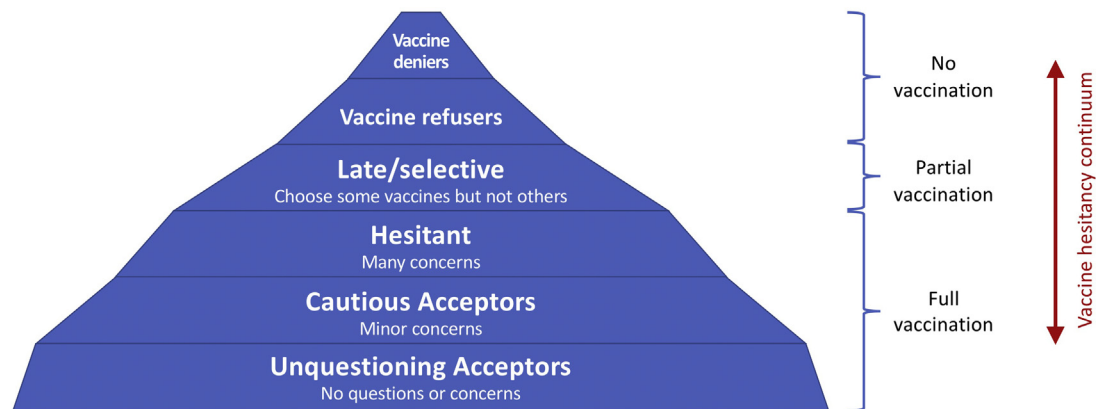 Vaccine
deniers
Vaccine refusers
Late/selective
Choose some vaccines but not others
Hesitant
Many concerns
Cautious Acceptors
Minor concerns
Unquestioning Acceptors
No questions or concerns
No
vaccination
Partial
vaccination
Full
vaccination
Vaccine hesitancy continuum